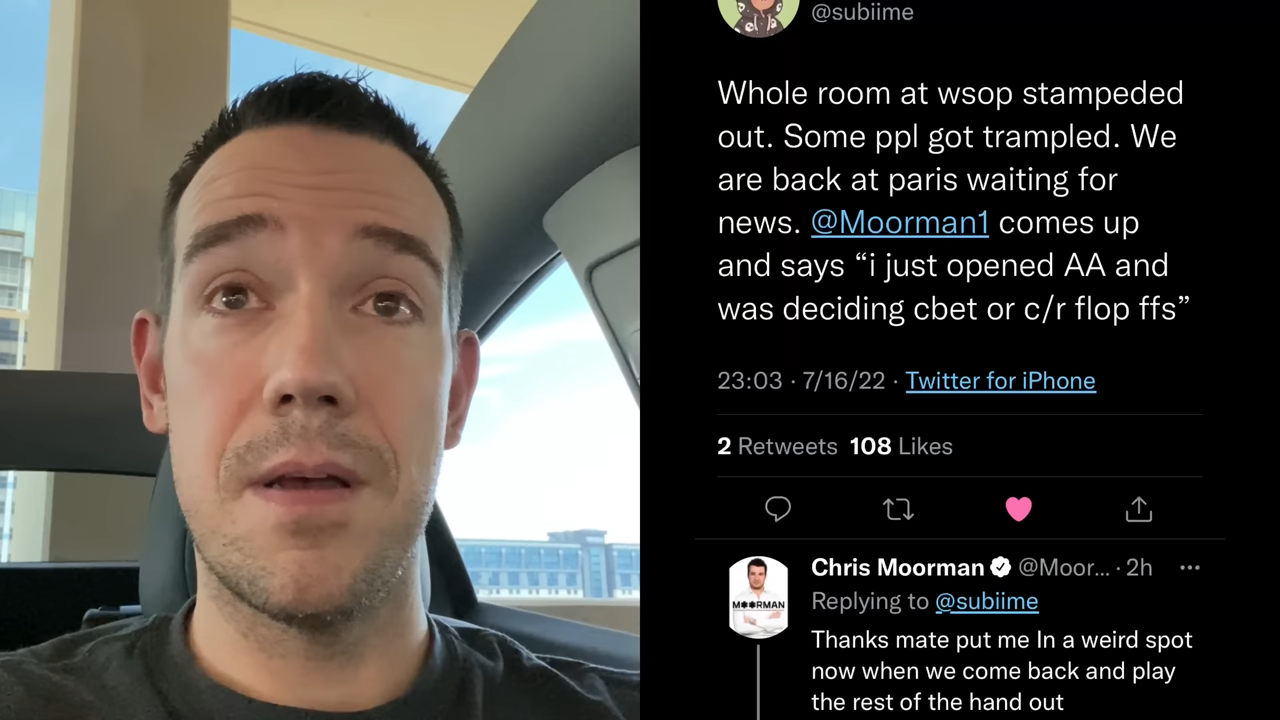 @subiime
Whole room at wsop stampeded
out. Some ppl got trampled. We
are back at paris waiting for
news. @Moorman1 comes up
and says “i just opened AA and
was deciding cbet or c/r flop ffs”
23:03 · 7/16/22 · Twitter for iPhone
2 Retweets 108 Likes
Chris Moorman @Moor... · 2h
M☻☻RMAN
Replying to @subiime
Thanks mate put me In a weird spot
now when we come back and play
the rest of the hand out